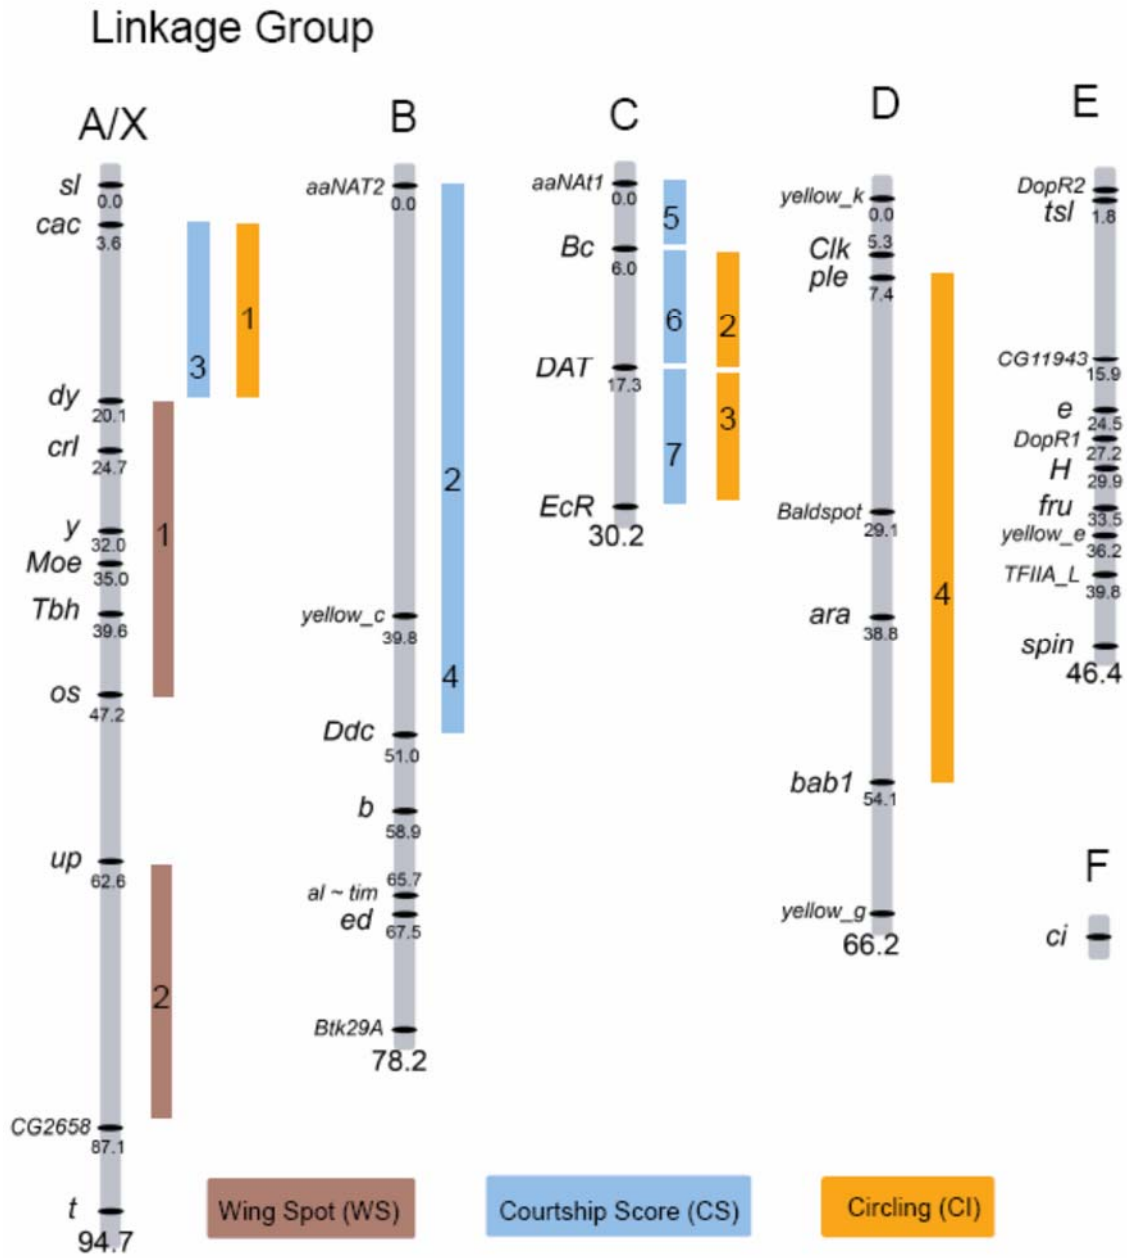 Linkage Group
A/X
sl
0.0
cac
3.6
dy
20.1
crl
24.7
y
32.0
Moe
35.0
Tbh
39.6
os
47.2
up
62.6
CG2658
87.1
t
94.7
3
1
1
2
B
aaNAT2
0.0
yellow_c
39.8
Ddc
51.0
b
58.9
65.7
al ~ tim
ed
67.5
Btk29A
78.2
2
4
C
aaNAt1
0.0
Bc
6.0
DAT
17.3
EcR
30.2
5
6
7
2
3
D
yellow_k
0.0
5.3
Clk
ple
7.4
Baldspot
29.1
ara
38.8
bab1
54.1
yellow_g
66.2
4
E
DopR2
tsl
1.8
CG11943
15.9
e
24.5
DopR1
27.2
H
29.9
fru
33.5
yellow_e
36.2
TFIIA_L
39.8
spin
46.4
F
ci
Wing Spot (WS)
Courtship Score (CS)
Circling (CI)